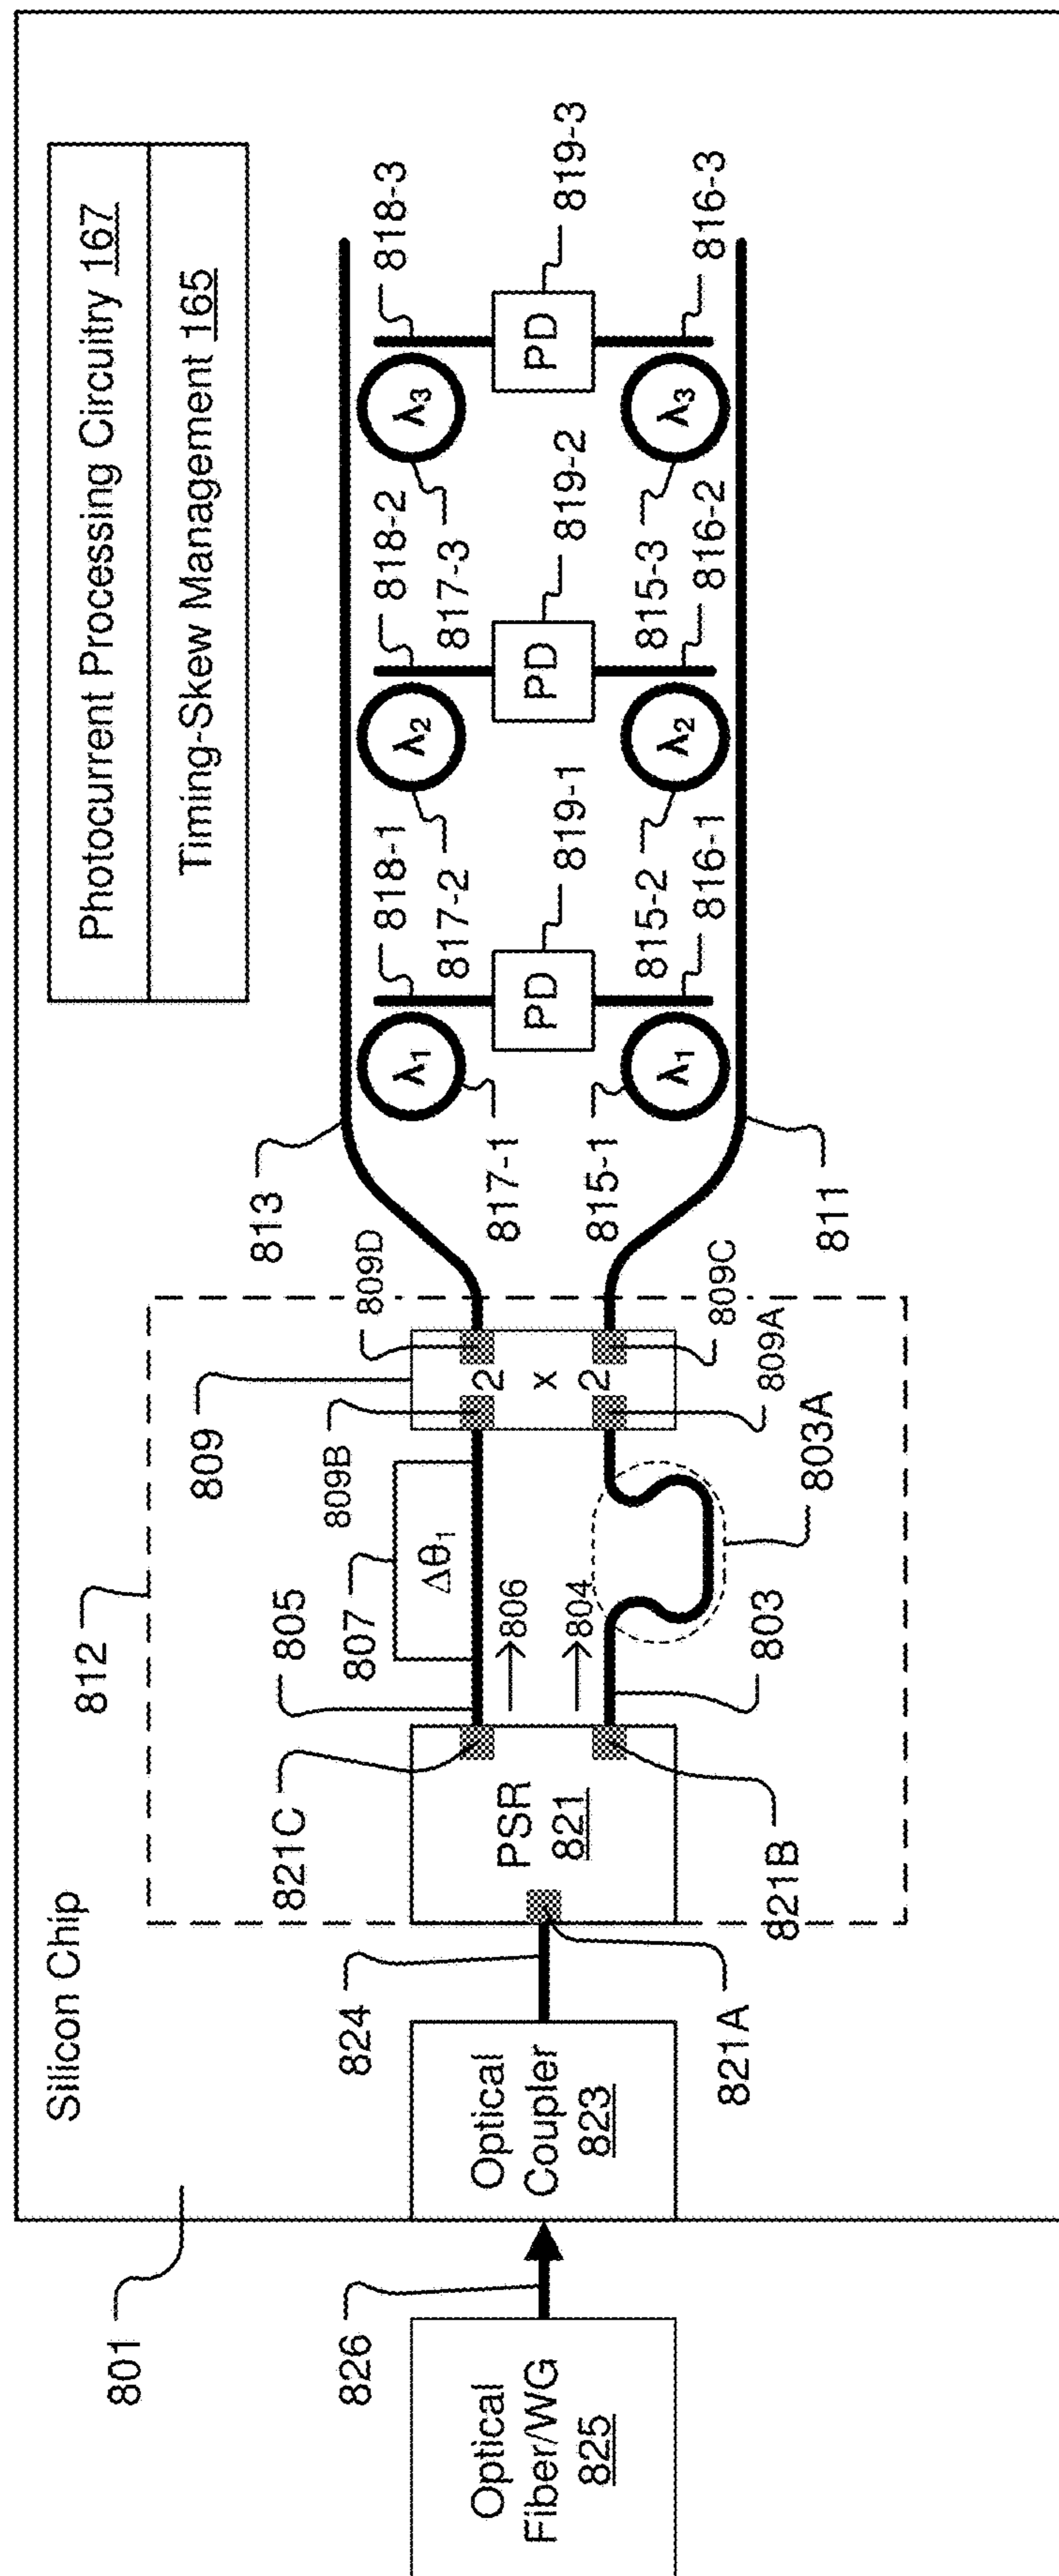 Silicon Chip
Photocurrent Processing Circuitry 167
Timing-Skew Management 165
801
812
821C
805
807
Δθ₁
809B
809
809D
813
817-1
818-1
817-2
818-2
817-3
818-3
Optical
Fiber/WG
825
826
Optical
Coupler
823
824
PSR
821
821A
821B
806
804
803
803A
2
x
2
809A
809C
811
λ₁
λ₂
λ₃
PD
819-1
PD
819-2
PD
819-3
λ₁
λ₂
λ₃
815-1
816-1
815-2
816-2
815-3
816-3